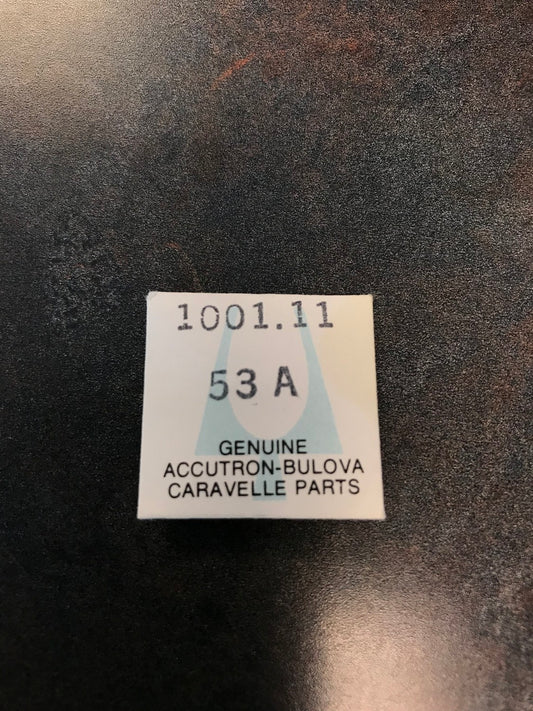 1001.11
53 A
GENUINE
ACCUTRON-BULOVA
CARAVELLE PARTS